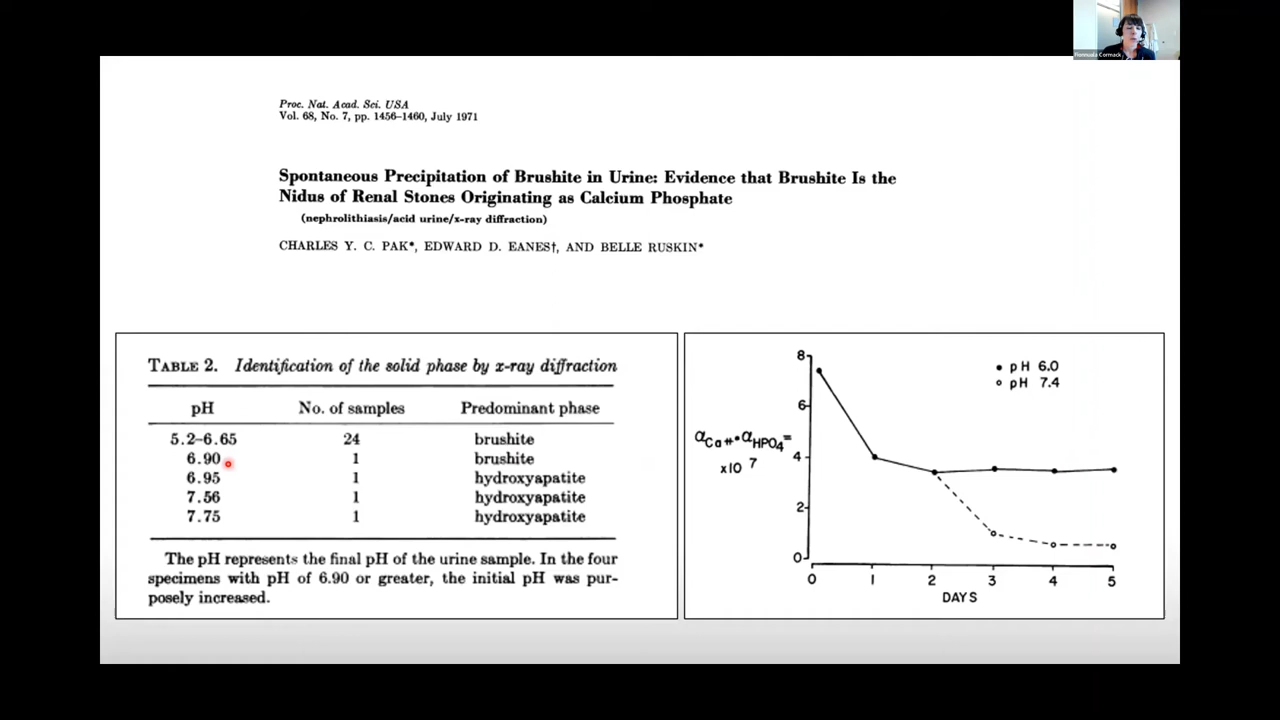 Fionnuala Cormack
Proc. Nat. Acad. Sci. USA
Vol. 68, No. 7, pp. 1456–1460, July 1971
Spontaneous Precipitation of Brushite in Urine: Evidence that Brushite Is the
Nidus of Renal Stones Originating as Calcium Phosphate
(nephrolithiasis/acid urine/x-ray diffraction)
CHARLES Y. C. PAK*, EDWARD D. EANES†, AND BELLE RUSKIN*
TABLE 2. Identification of the solid phase by x-ray diffraction
pH No. of samples Predominant phase
5.2–6.65 24 brushite
6.90 1 brushite
6.95 1 hydroxyapatite
7.56 1 hydroxyapatite
7.75 1 hydroxyapatite
The pH represents the final pH of the urine sample. In the four
specimens with pH of 6.90 or greater, the initial pH was pur-
posely increased.
8
6
4
2
0
αCa++•αHPO4=
x10 7
pH 6.0
pH 7.4
0 1 2 3 4 5
DAYS